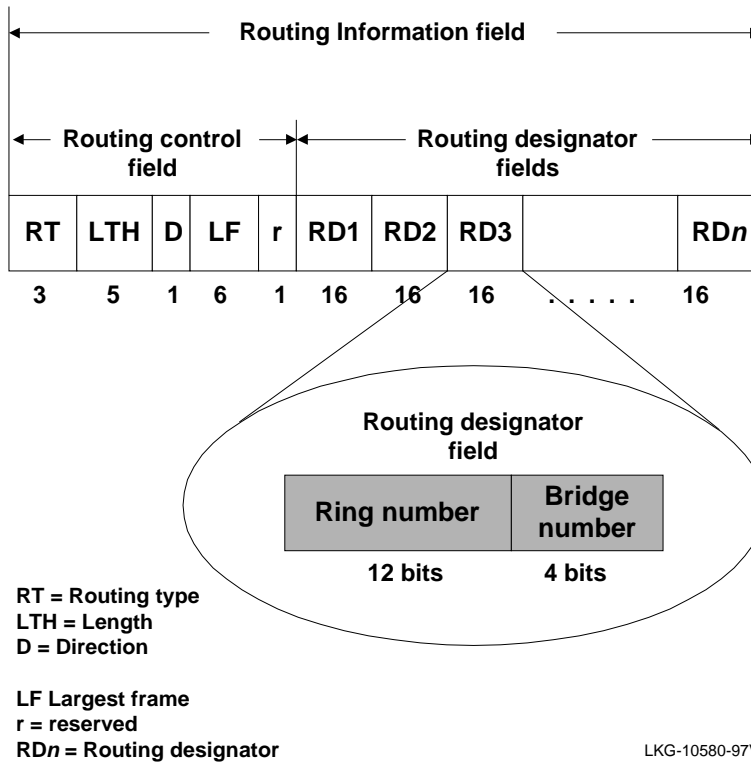 Routing Information field
Routing control field
Routing designator fields
RT LTH D LF r RD1 RD2 RD3 RDn
3 5 1 6 1 16 16 16 . . . . . 16
Routing designator
field
Ring number
Bridge number
12 bits 4 bits
RT = Routing type
LTH = Length
D = Direction
LF Largest frame
r = reserved
RDn = Routing designator
LKG-10580-97V